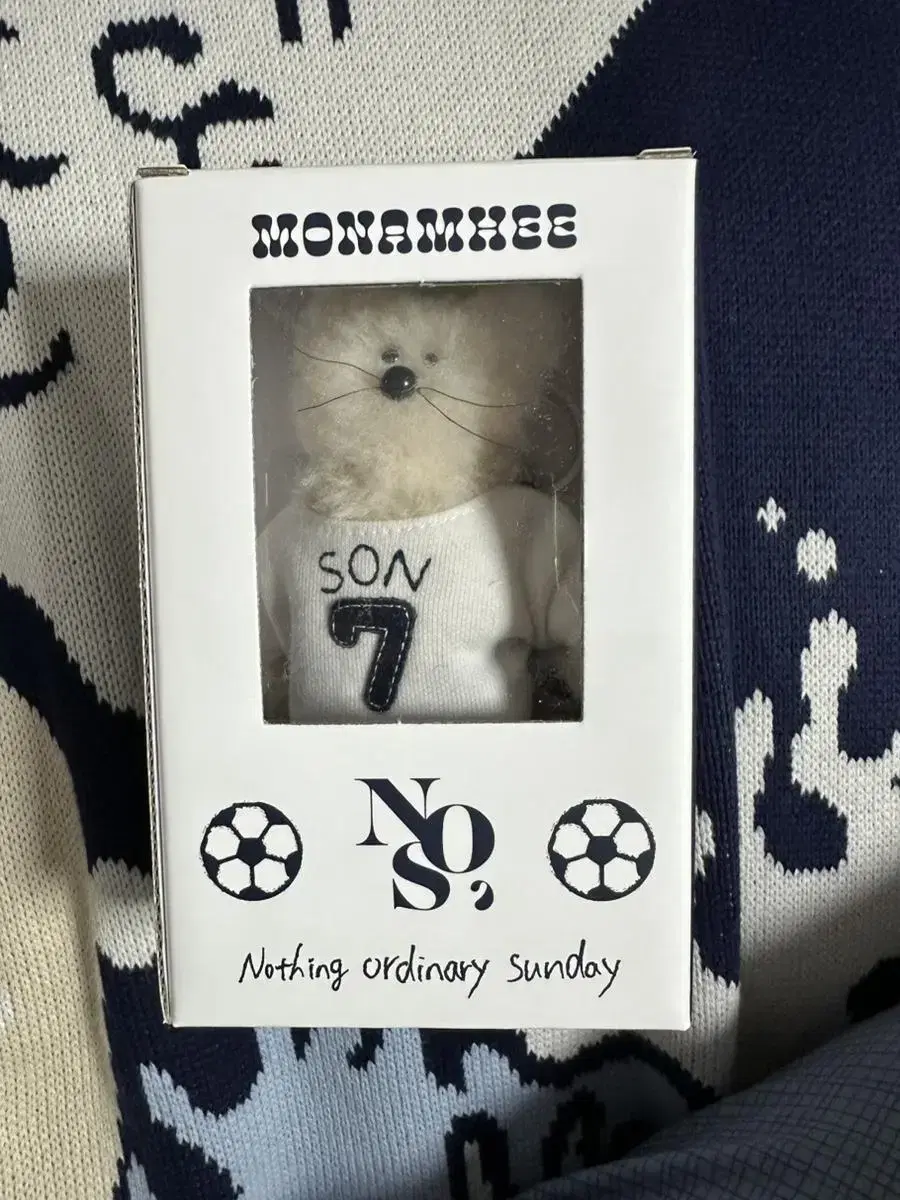 MONAMHEE
SON
7
NOS,
Nothing ordinary sunday